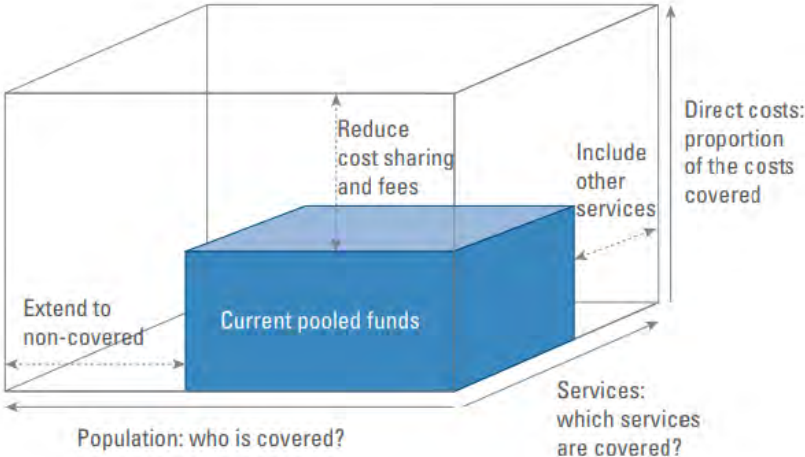 Reduce
cost sharing
and fees
Include
other
services
Direct costs:
proportion
of the costs
covered
Extend to
non-covered
Current pooled funds
Population: who is covered?
Services:
which services
are covered?